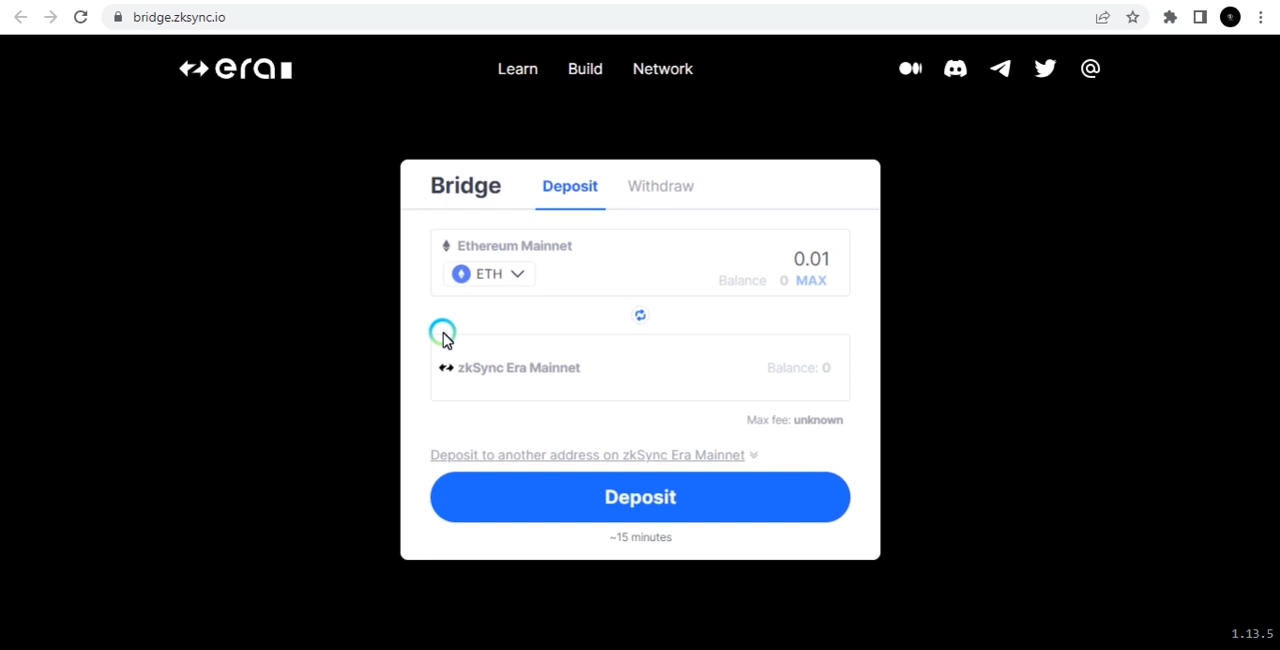 bridge.zksync.io
era
Learn Build Network
Bridge Deposit Withdraw
Ethereum Mainnet
0.01
ETH
Balance 0 MAX
zkSync Era Mainnet Balance: 0
Max fee: unknown
Deposit to another address on zkSync Era Mainnet
Deposit
~15 minutes
1.13.5